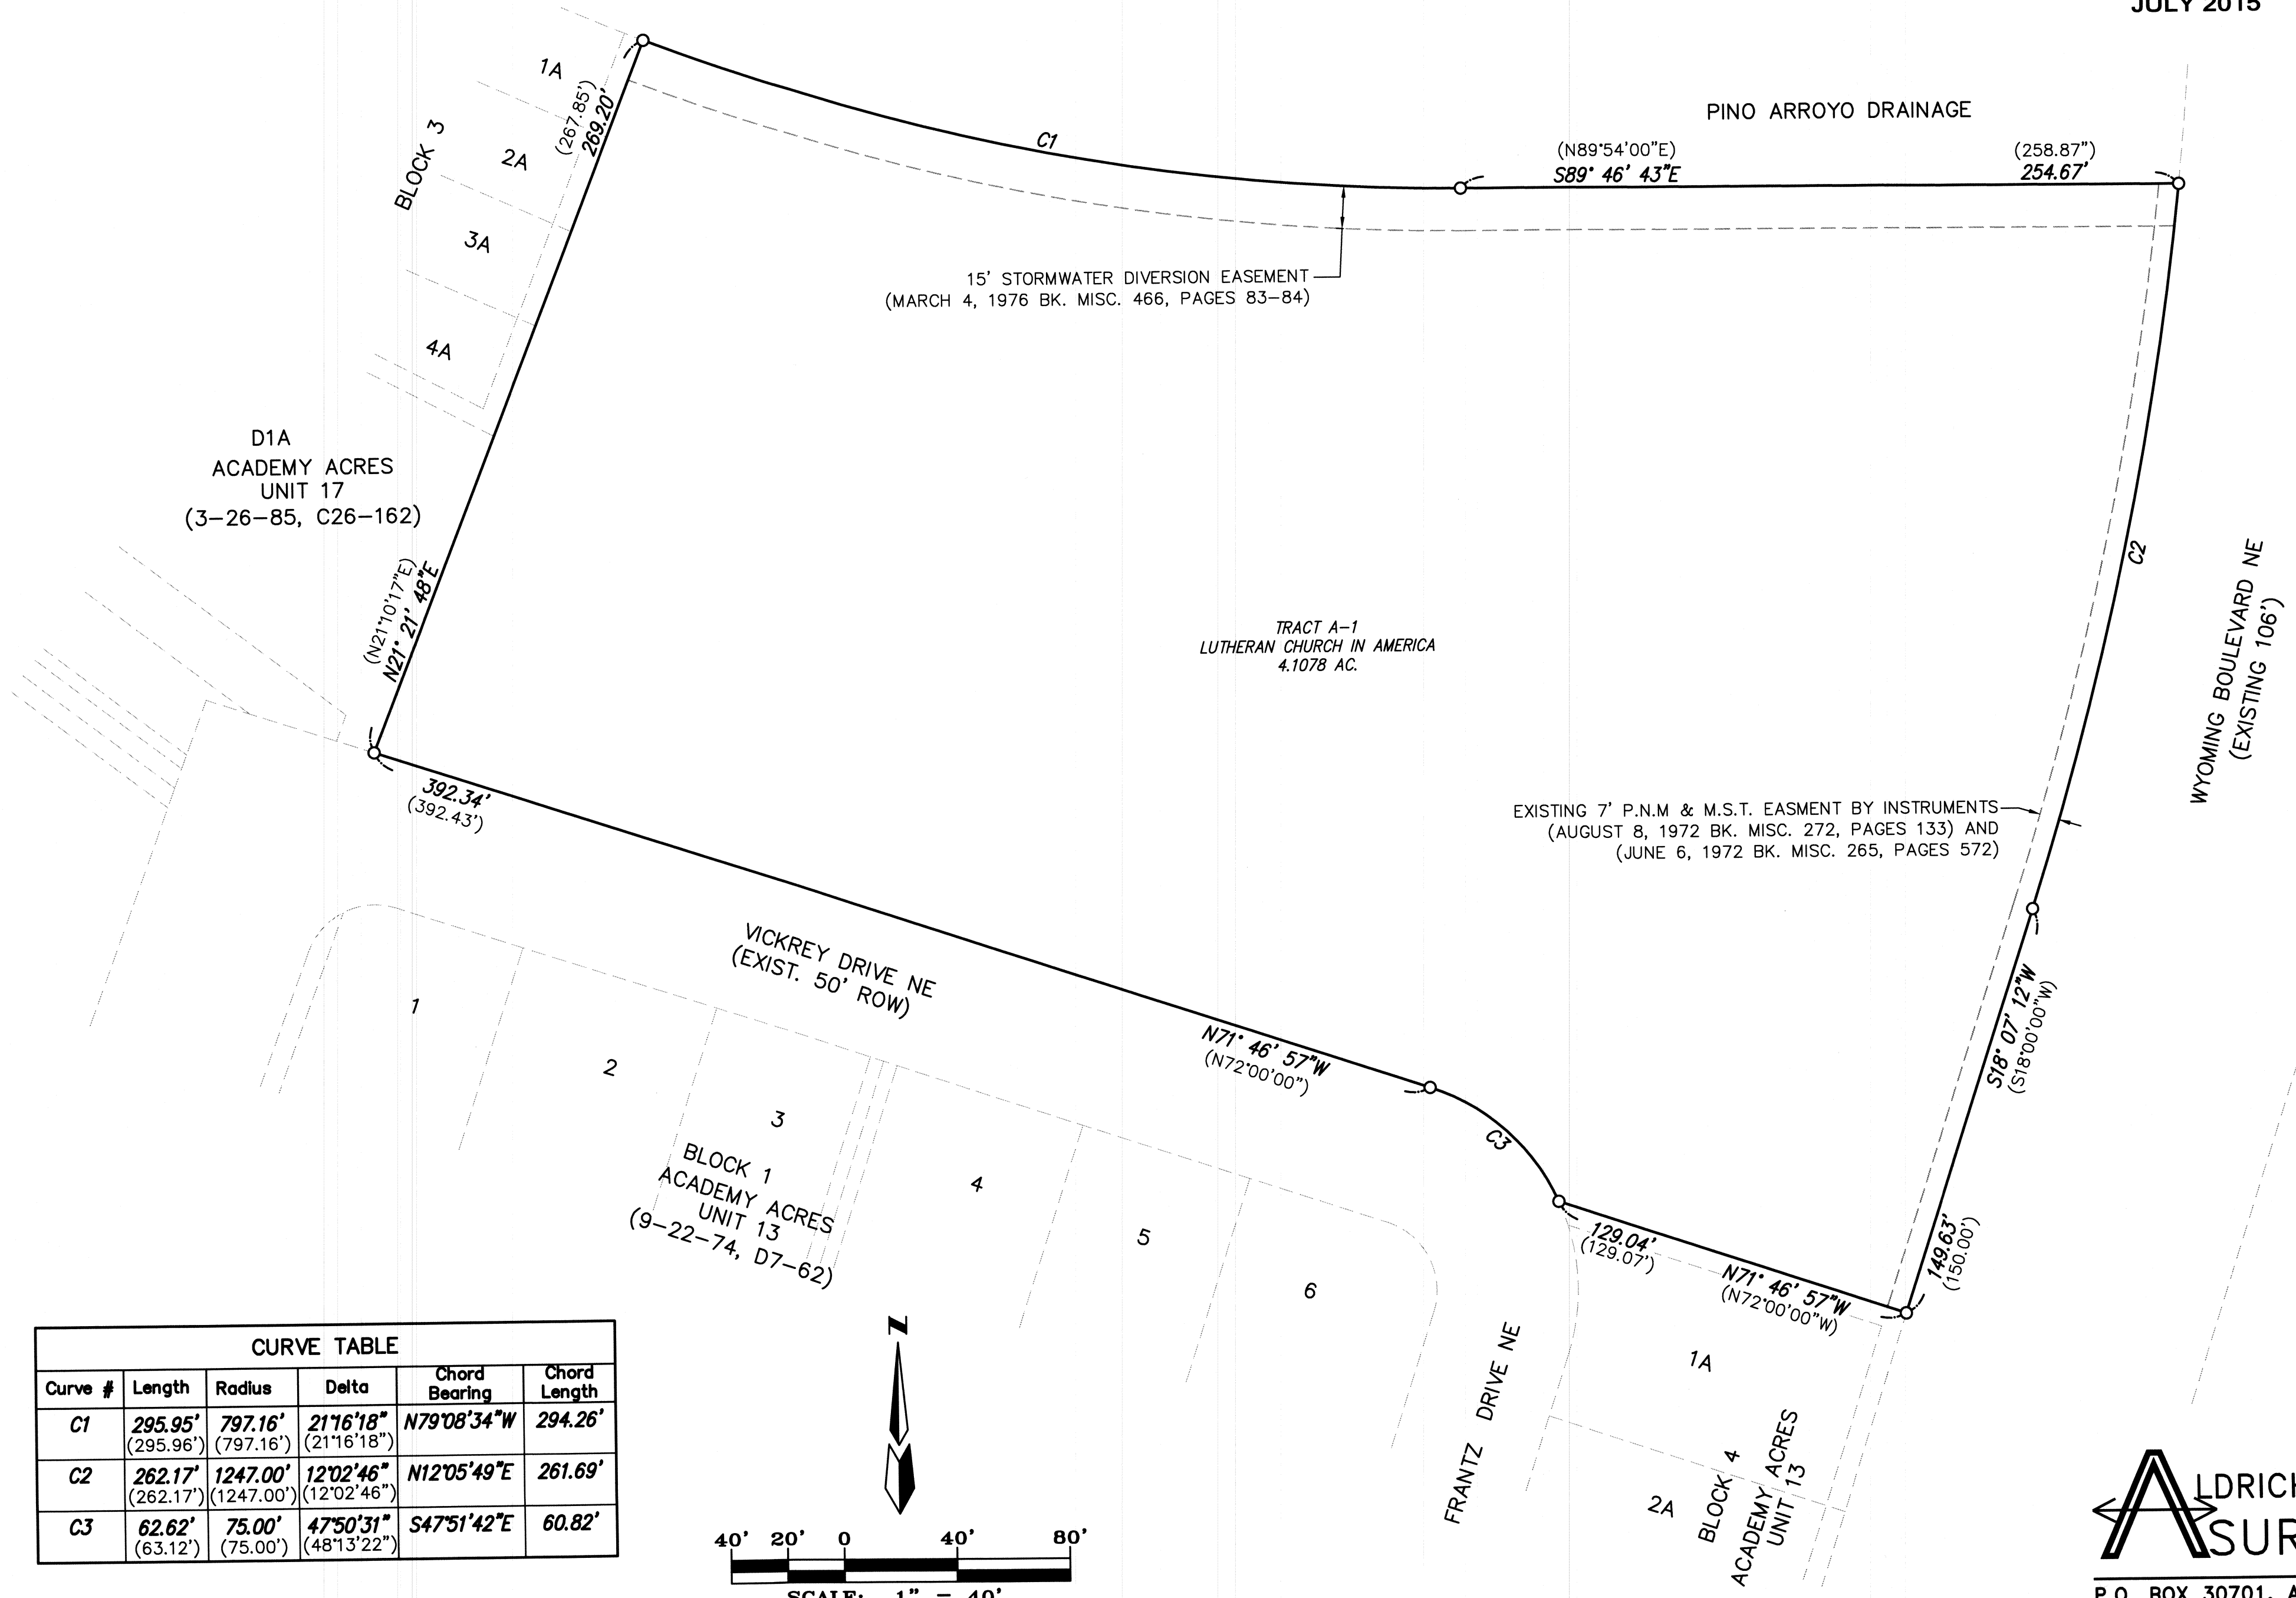 JULY 2015
1A
(267.85')
269.20'
BLOCK 3
2A
3A
4A
C1
PINO ARROYO DRAINAGE
(N89°54'00"E)
S89° 46' 43"E
(258.87")
254.67'
15' STORMWATER DIVERSION EASEMENT
(MARCH 4, 1976 BK. MISC. 466, PAGES 83-84)
D1A
ACADEMY ACRES
UNIT 17
(3-26-85, C26-162)
(N21°10'17"E)
N21° 21' 48"E
C2
WYOMING BOULEVARD NE
(EXISTING 106')
TRACT A-1
LUTHERAN CHURCH IN AMERICA
4.1078 AC.
392.34'
(392.43')
EXISTING 7' P.N.M & M.S.T. EASMENT BY INSTRUMENTS
(AUGUST 8, 1972 BK. MISC. 272, PAGES 133) AND
(JUNE 6, 1972 BK. MISC. 265, PAGES 572)
VICKREY DRIVE NE
(EXIST. 50' ROW)
N71° 46' 57"W
(N72°00'00")
S18° 07' 12"W
(S18°00'00"W)
149.63'
(150.00')
C3
129.04'
(129.07')
N71° 46' 57"W
(N72°00'00"W)
1
2
3
BLOCK 1
ACADEMY ACRES
UNIT 13
(9-22-74, D7-62)
4
5
6
FRANTZ DRIVE NE
1A
2A
BLOCK 4
ACADEMY ACRES
UNIT 13
CURVE TABLE
Curve # Length Radius Delta Chord Bearing Chord Length
C1 295.95' 797.16' 21°16'18" N79°08'34"W 294.26'
(295.96') (797.16') (21°16'18")
C2 262.17' 1247.00' 12°02'46" N12°05'49"E 261.69'
(262.17') (1247.00') (12°02'46")
C3 62.62' 75.00' 47°50'31" S47°51'42"E 60.82'
(63.12') (75.00') (48°13'22")
N
40' 20' 0 40' 80'
SCALE: 1" = 40'
ALDRICH
SUR
P.O. BOX 30701, A